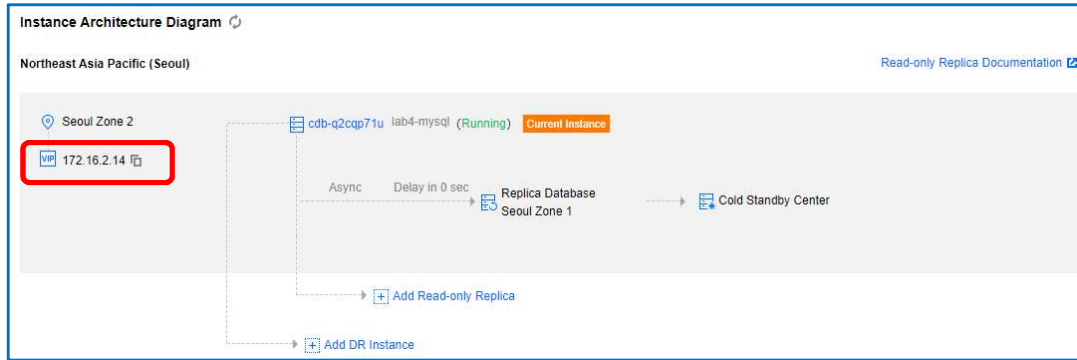 Instance Architecture Diagram
Northeast Asia Pacific (Seoul)
Read-only Replica Documentation
Seoul Zone 2
cdb-q2cqp71u lab4-mysql (Running) Current Instance
VIP 172.16.2.14
Async Delay in 0 sec
Replica Database
Seoul Zone 1
Cold Standby Center
Add Read-only Replica
Add DR Instance